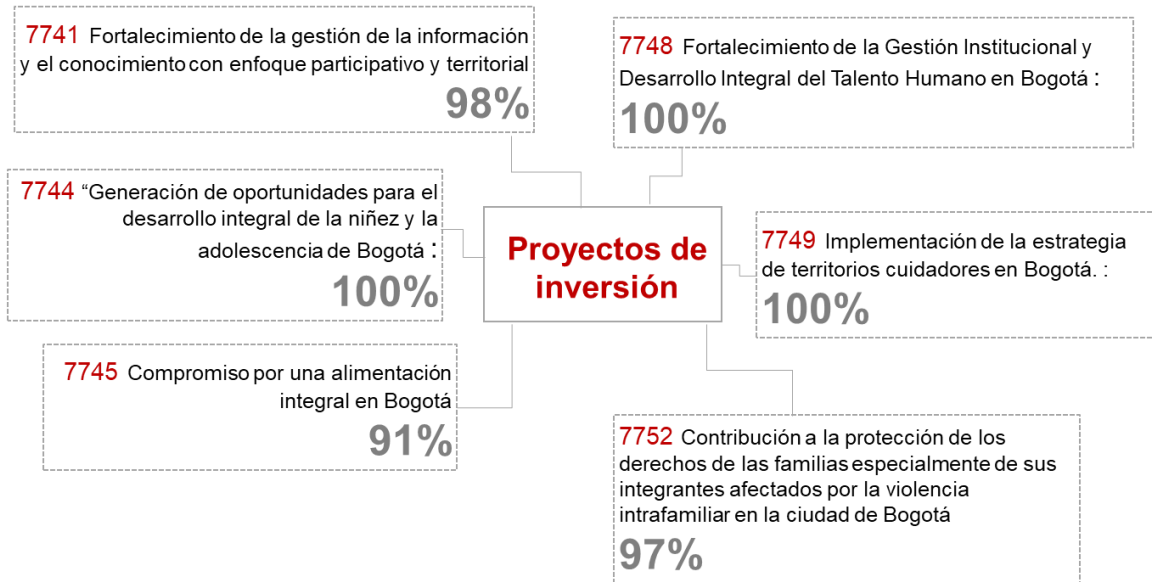 7741 Fortalecimiento de la gestión de la información
y el conocimiento con enfoque participativo y territorial
98%
7748 Fortalecimiento de la Gestión Institucional y
Desarrollo Integral del Talento Humano en Bogotá :
100%
7744 “Generación de oportunidades para el
desarrollo integral de la niñez y la
adolescencia de Bogotá :
100%
Proyectos de
inversión
7749 Implementación de la estrategia
de territorios cuidadores en Bogotá. :
100%
7745 Compromiso por una alimentación
integral en Bogotá
91%
7752 Contribución a la protección de los
derechos de las familias especialmente de sus
integrantes afectados por la violencia
intrafamiliar en la ciudad de Bogotá
97%